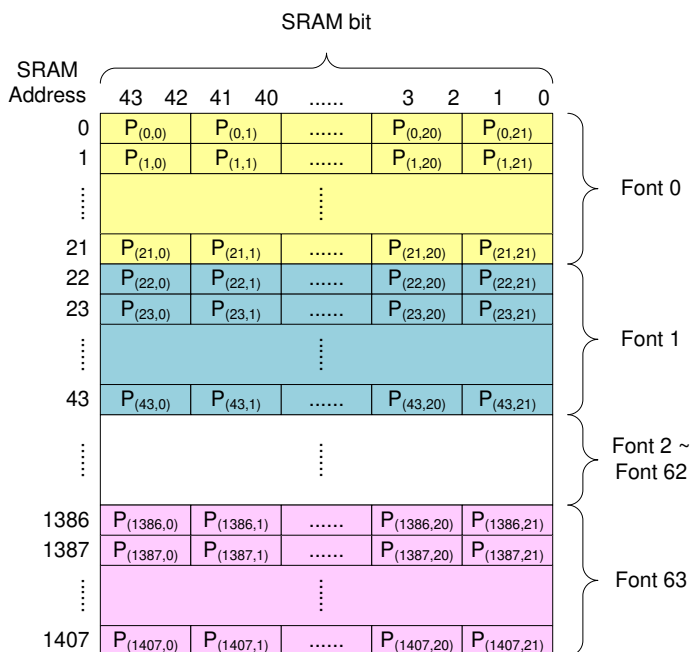 SRAM bit
SRAM Address
43 42 41 40 ...... 3 2 1 0
0 P(0,0) P(0,1) ...... P(0,20) P(0,21)
1 P(1,0) P(1,1) ...... P(1,20) P(1,21)
...... ...... Font 0
21 P(21,0) P(21,1) ...... P(21,20) P(21,21)
22 P(22,0) P(22,1) ...... P(22,20) P(22,21)
23 P(23,0) P(23,1) ...... P(23,20) P(23,21)
...... ...... Font 1
43 P(43,0) P(43,1) ...... P(43,20) P(43,21)
...... ...... Font 2 ~ Font 62
1386 P(1386,0) P(1386,1) ...... P(1386,20) P(1386,21)
1387 P(1387,0) P(1387,1) ...... P(1387,20) P(1387,21)
...... ...... Font 63
1407 P(1407,0) P(1407,1) ...... P(1407,20) P(1407,21)